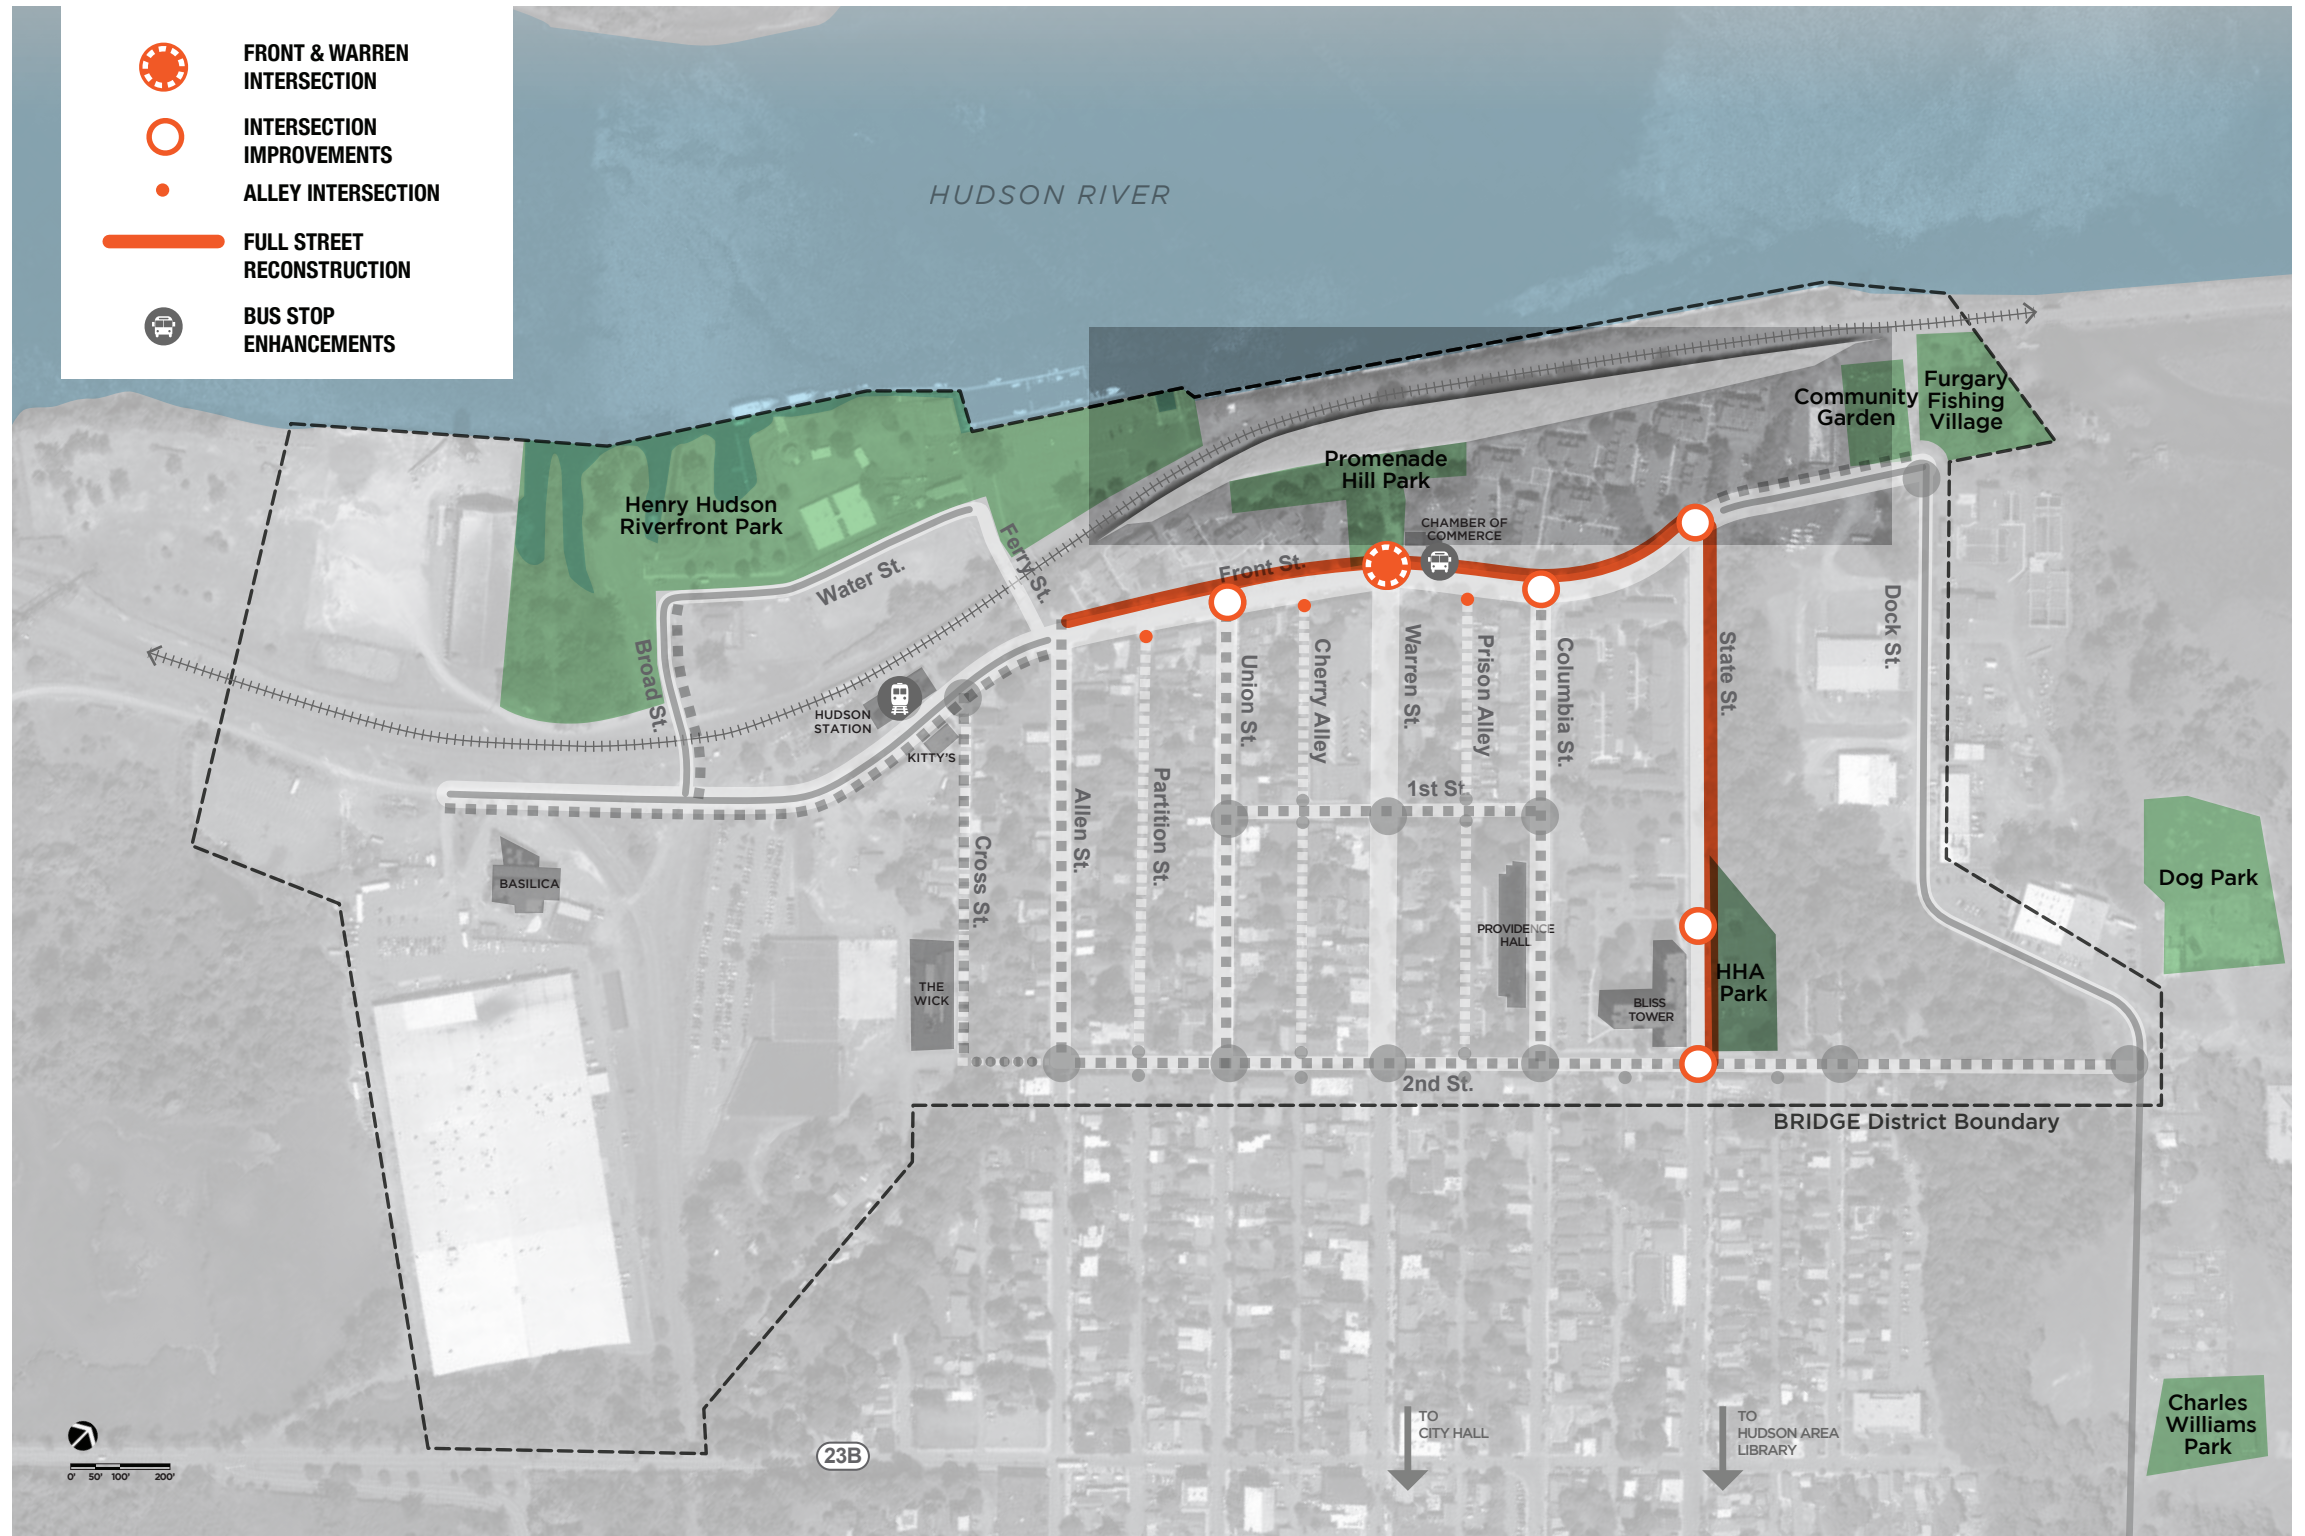 FRONT & WARREN
INTERSECTION
INTERSECTION
IMPROVEMENTS
ALLEY INTERSECTION
FULL STREET
RECONSTRUCTION
BUS STOP
ENHANCEMENTS
HUDSON RIVER
Furgary
Fishing
Village
Community
Garden
Promenade
Hill Park
Henry Hudson
Riverfront Park
CHAMBER OF
COMMERCE
Ferry St.
Front St.
Water St.
Broad St.
Dock St.
State St.
Columbia St.
Prison Alley
Warren St.
Cherry Alley
Union St.
HUDSON
STATION
KITTY'S
1st St.
Allen St.
Partition St.
Cross St.
BASILICA
Dog Park
PROVIDENCE
HALL
HHA
Park
THE
WICK
BLISS
TOWER
2nd St.
BRIDGE District Boundary
TO
CITY HALL
TO
HUDSON AREA
LIBRARY
Charles
Williams
Park
23B
0' 50' 100' 200'